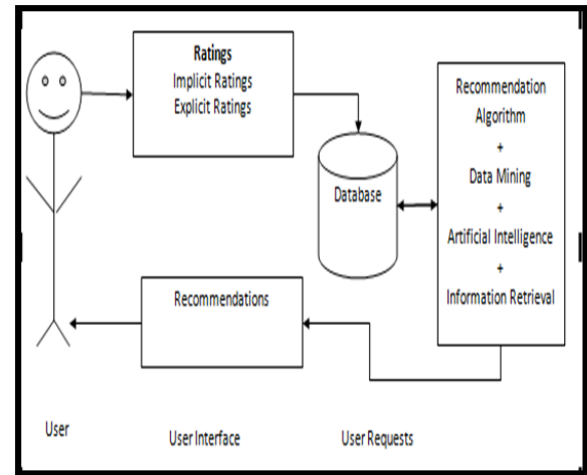 Ratings
Implicit Ratings
Explicit Ratings
Database
Recommendation
Algorithm
+
Data Mining
+
Artificial Intelligence
+
Information Retrieval
Recommendations
User
User Interface
User Requests